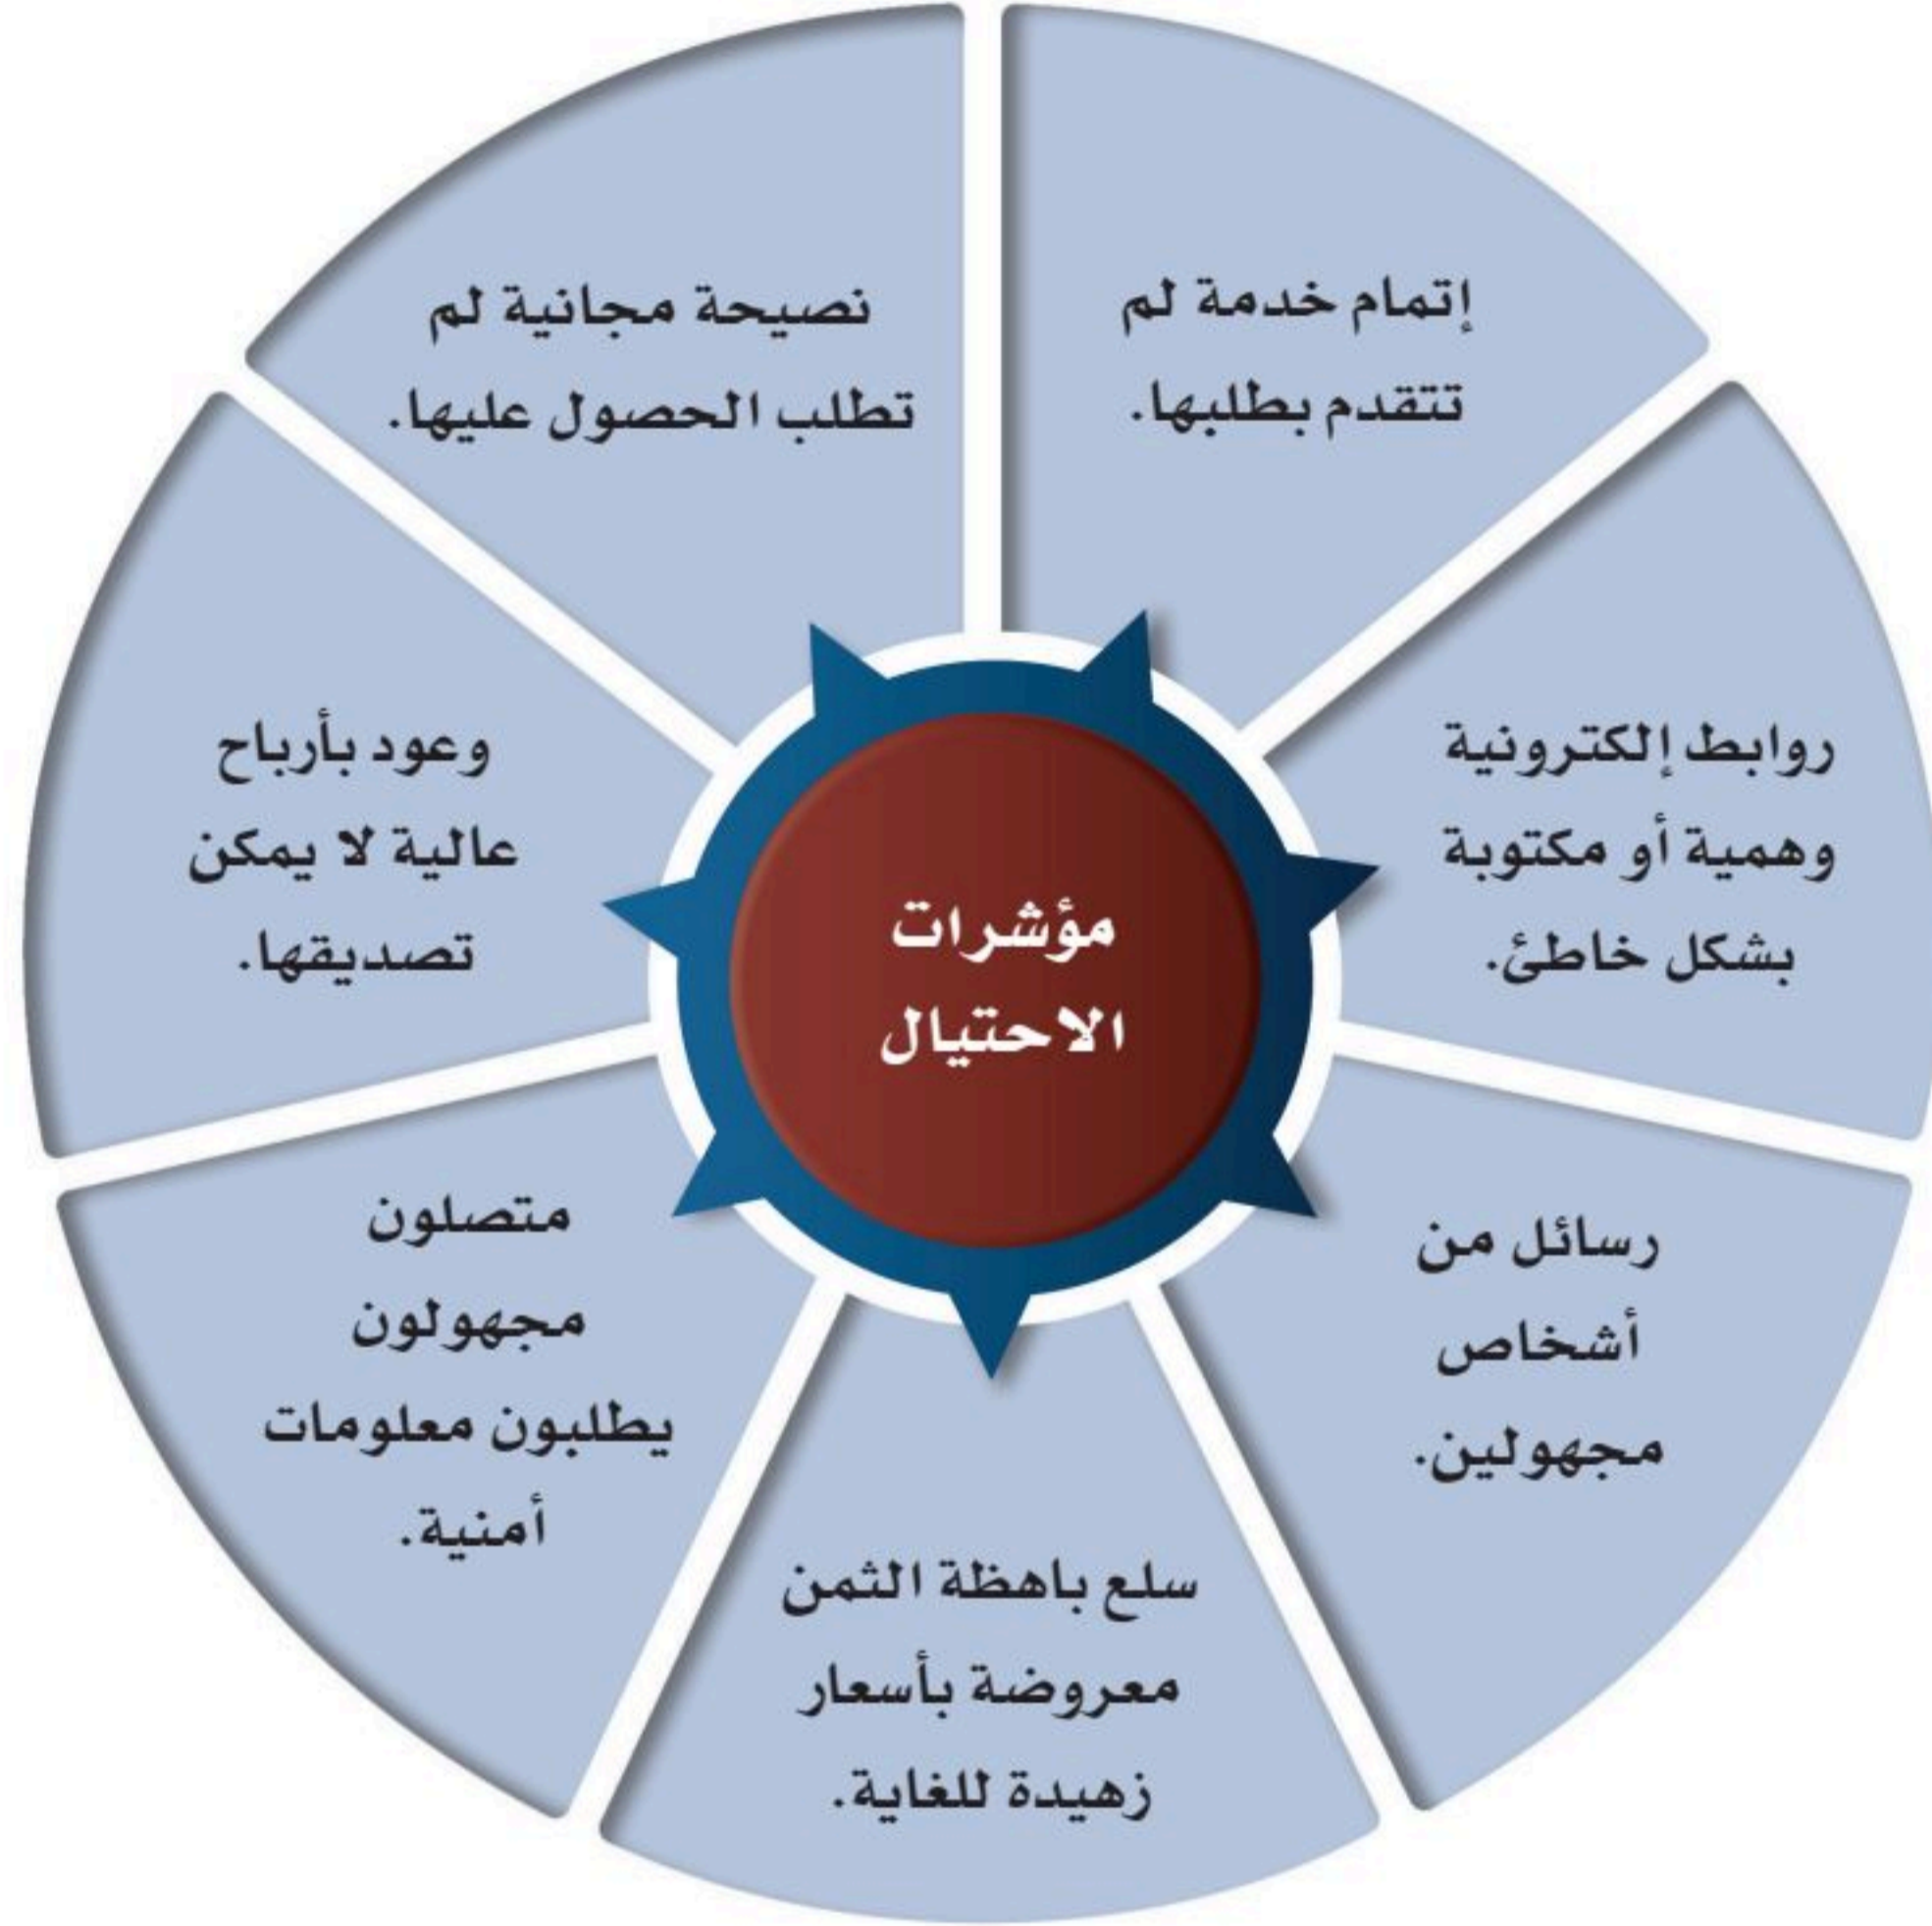 مؤشرات
الاحتيال
إتمام خدمة لم
تتقدم بطلبها.
روابط إلكترونية
وهمية أو مكتوبة
بشكل خاطئ.
رسائل من
أشخاص
مجهولين.
سلع باهظة الثمن
معروضة بأسعار
زهيدة للغاية.
متصلون
مجهولون
يطلبون معلومات
أمنية.
وعود بأرباح
عالية لا يمكن
تصديقها.
نصيحة مجانية لم
تطلب الحصول عليها.